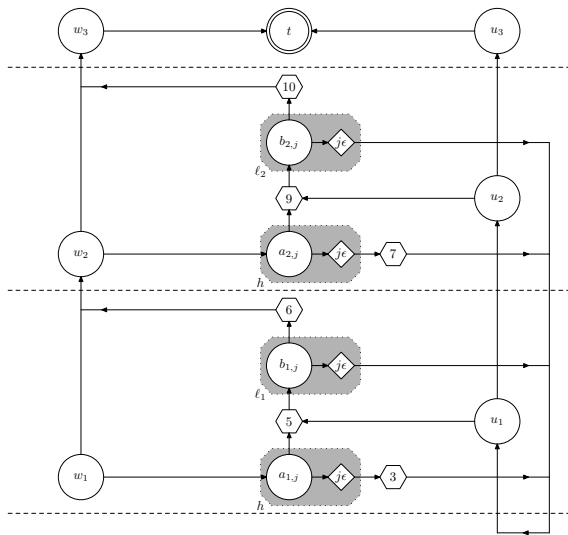 w₃ t u₃
10
b₂,ⱼ jϵ
ℓ₂
9 u₂
w₂ a₂,ⱼ jϵ 7
h
6
b₁,ⱼ jϵ
ℓ₁
5 u₁
w₁ a₁,ⱼ jϵ 3
h